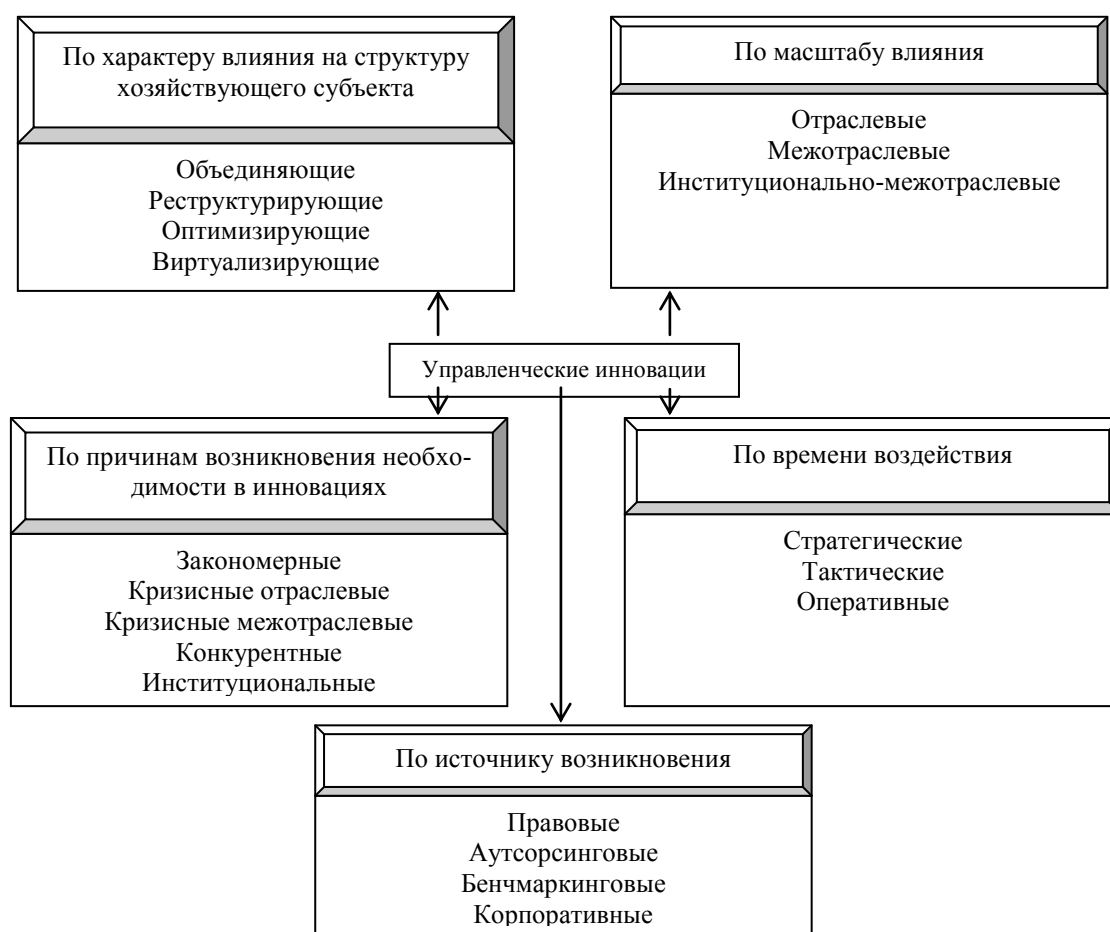 По характеру влияния на структуру
хозяйствующего субъекта
Объединяющие
Реструктурирующие
Оптимизирующие
Виртуализирующие
По масштабу влияния
Отраслевые
Межотраслевые
Институционально-межотраслевые
Управленческие инновации
По причинам возникновения необхо-
димости в инновациях
Закономерные
Кризисные отраслевые
Кризисные межотраслевые
Конкурентные
Институциональные
По времени воздействия
Стратегические
Тактические
Оперативные
По источнику возникновения
Правовые
Аутсорсинговые
Бенчмаркинговые
Корпоративные